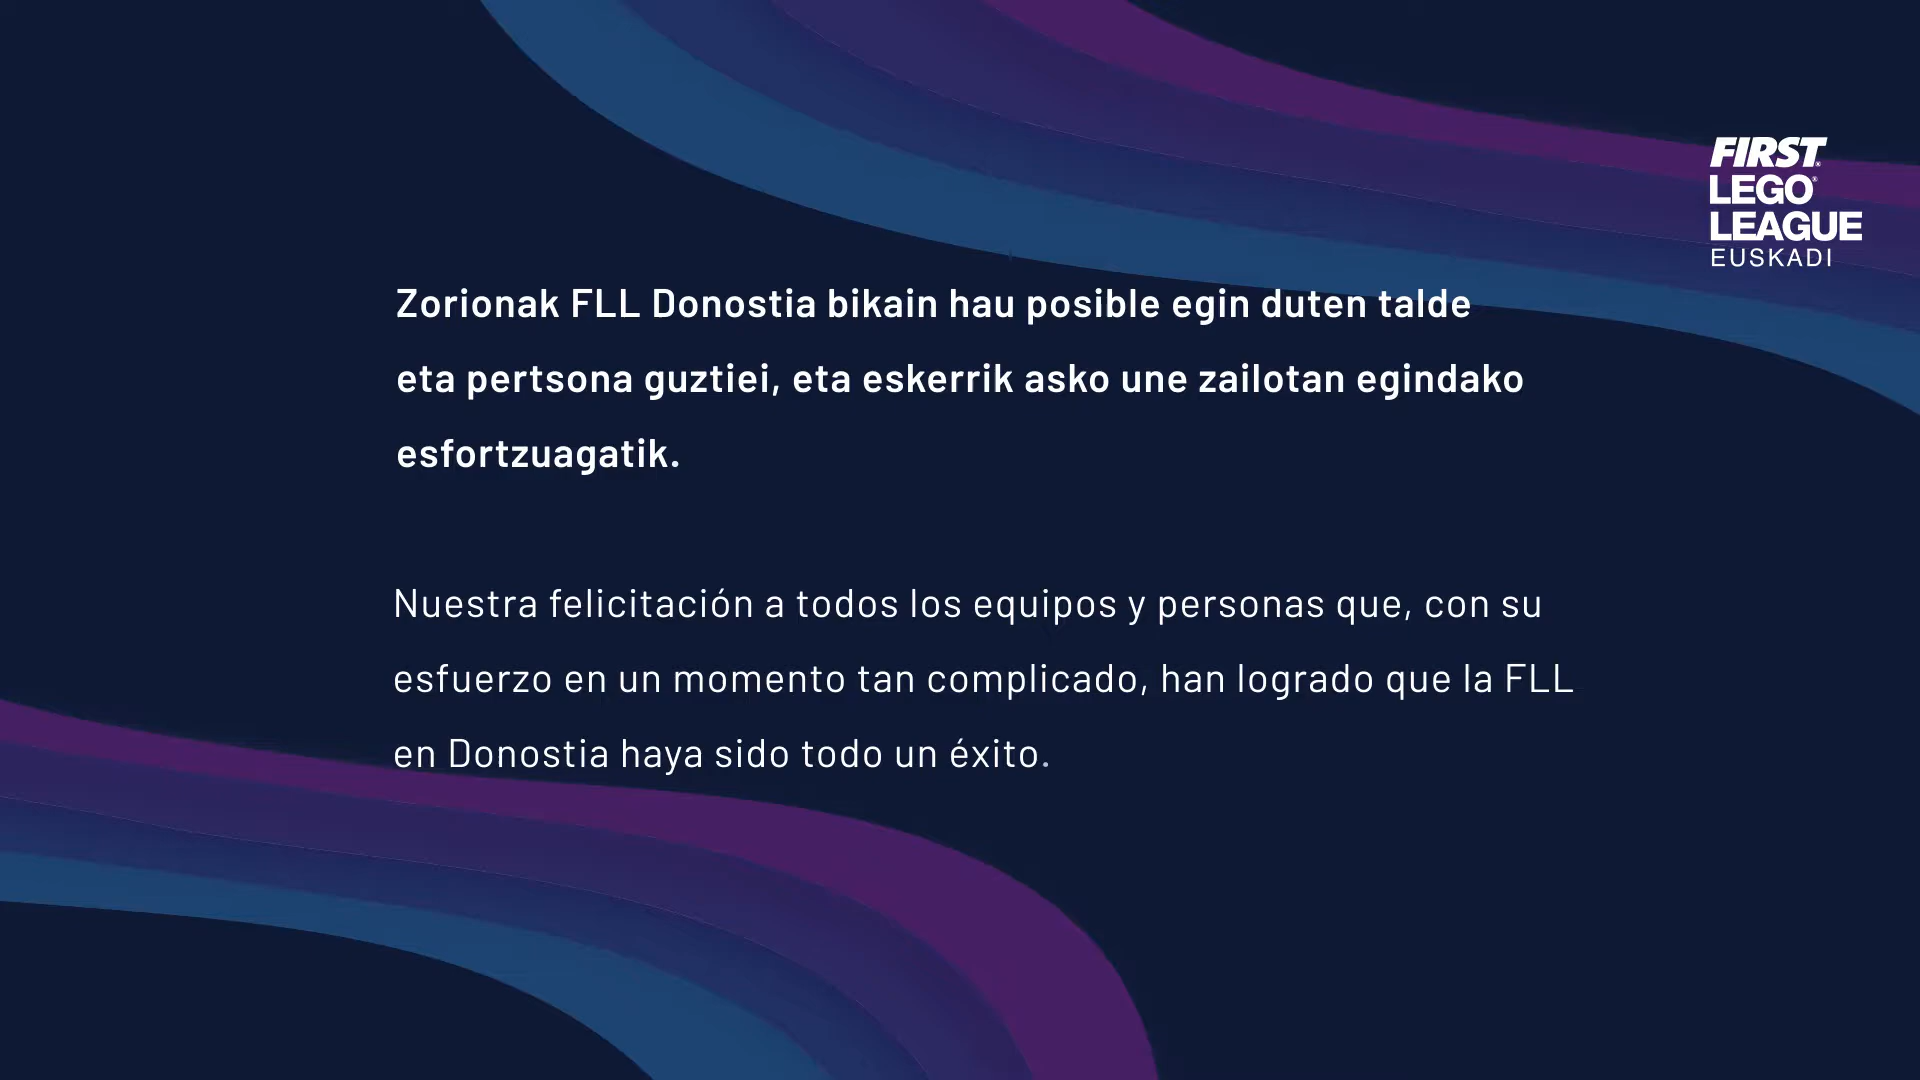 FIRST
LEGO
LEAGUE
EUSKADI
Zorionak FLL Donostia bikain hau posible egin duten talde
eta pertsona guztiei, eta eskerrik asko une zailotan egindako
esfortzuagatik.
Nuestra felicitación a todos los equipos y personas que, con su
esfuerzo en un momento tan complicado, han logrado que la FLL
en Donostia haya sido todo un éxito.